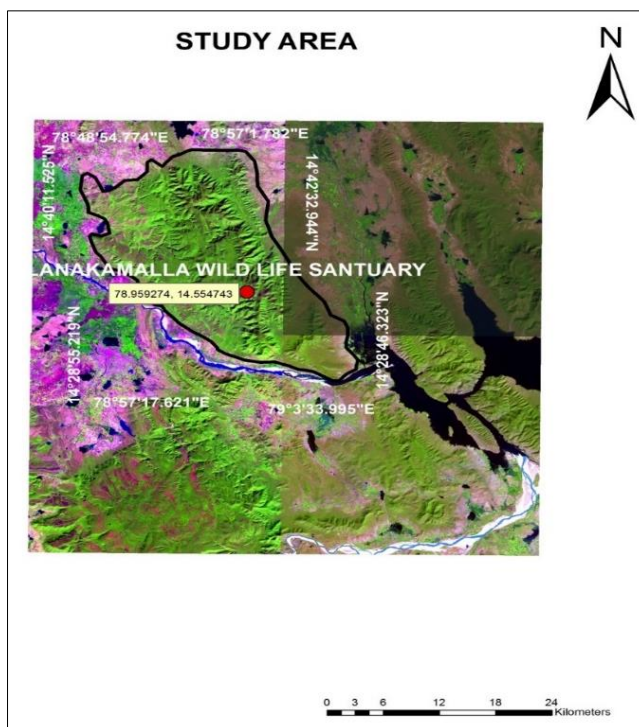 STUDY AREA
N
78°48'54.774"E
78°57'1.782"E
14°40'11.525"N
14°42'32.944"N
LANAKAMALLA WILD LIFE SANTUARY
78.959274, 14.554743
14°28'55.219"N
14°28'46.323"N
78°57'17.621"E
79°3'33.995"E
0 3 6 12 18 24
Kilometers